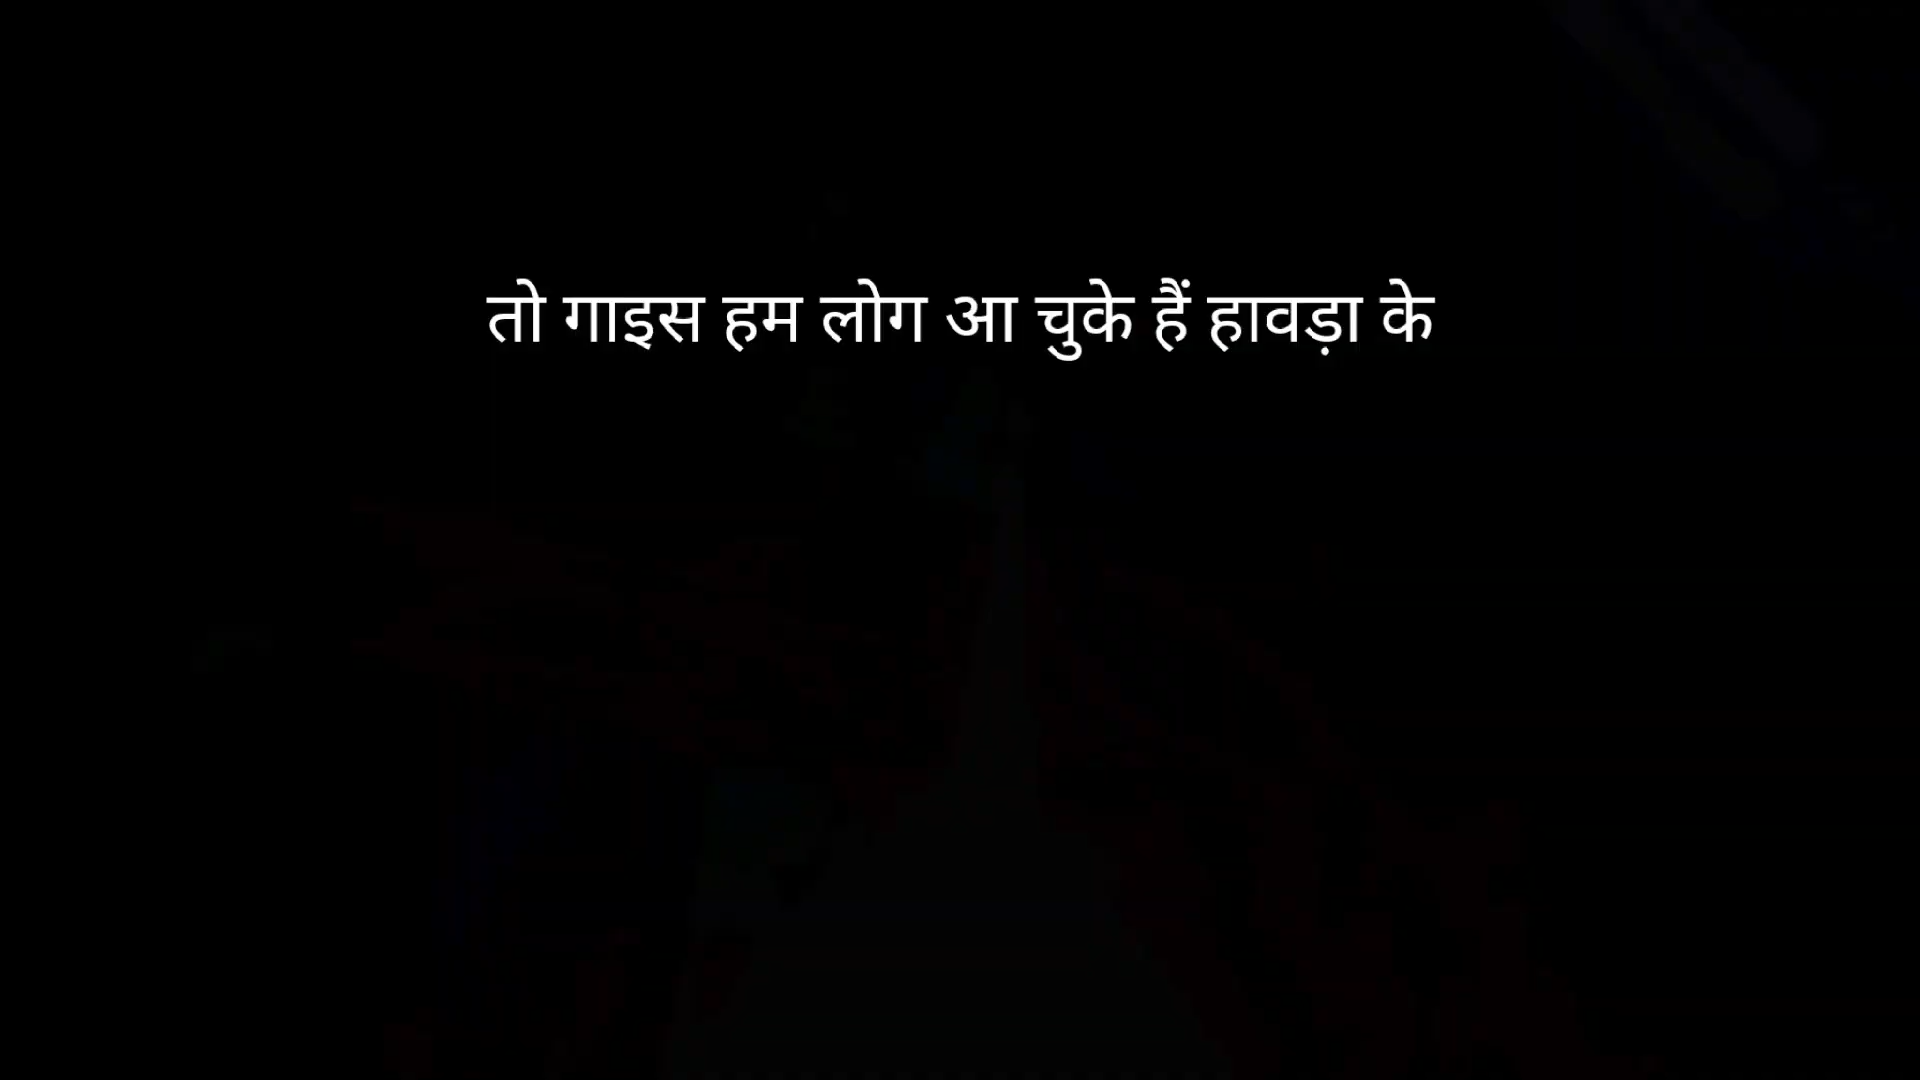 तो गाइस हम लोग आ चुके हैं हावड़ा के